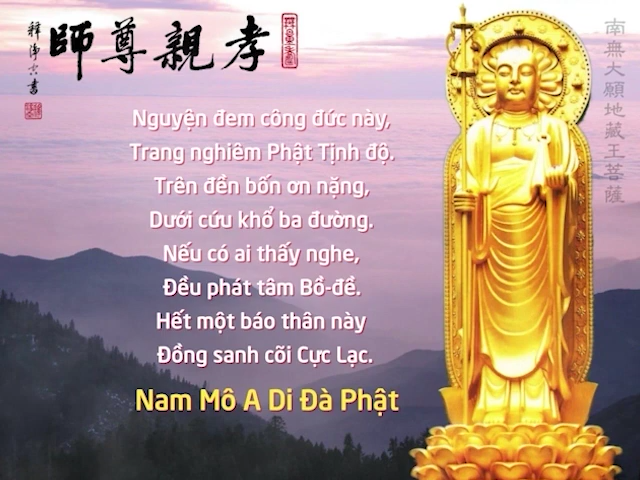 孝親尊師
釋淨空書
Nguyện đem công đức này,
Trang nghiêm Phật Tịnh độ.
Trên đền bốn ơn nặng,
Dưới cứu khổ ba đường.
Nếu có ai thấy nghe,
Đều phát tâm Bồ-đề.
Hết một báo thân này
Đồng sanh cõi Cực Lạc.
Nam Mô A Di Đà Phật
南無大願地藏王菩薩